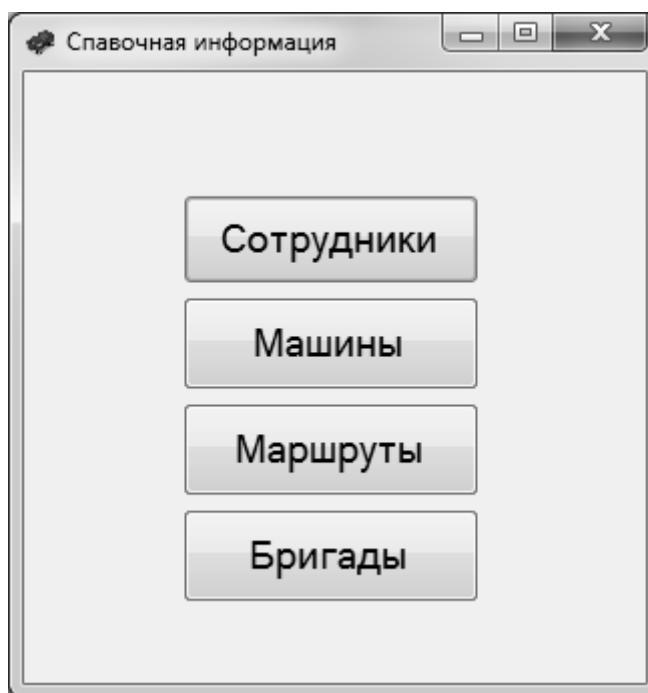 Спавочная информация
Сотрудники
Машины
Маршруты
Бригады